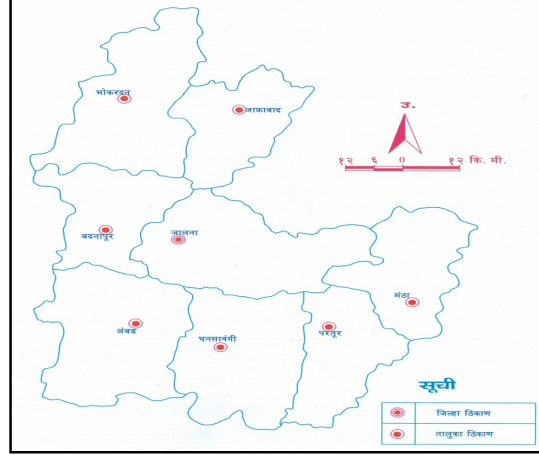 भोकरदन
जाफ्राबाद
उ.
१२ ६ ० १२ कि. मी.
बदनापूर
जालना
मंठा
अंबड
घनसावंगी
परतूर
सूची
जिल्हा ठिकाण
तालुका ठिकाण